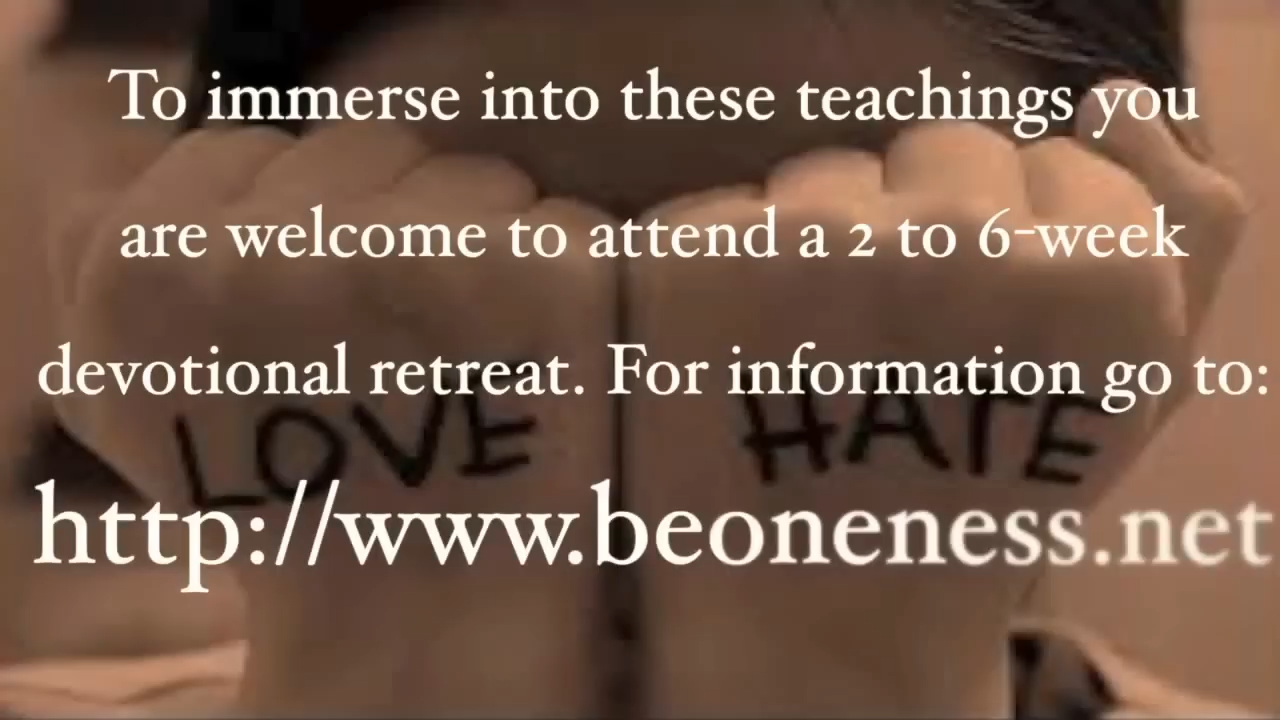 To immerse into these teachings you
are welcome to attend a 2 to 6-week
devotional retreat. For information go to:
LOVE HATE
http://www.beoneness.net